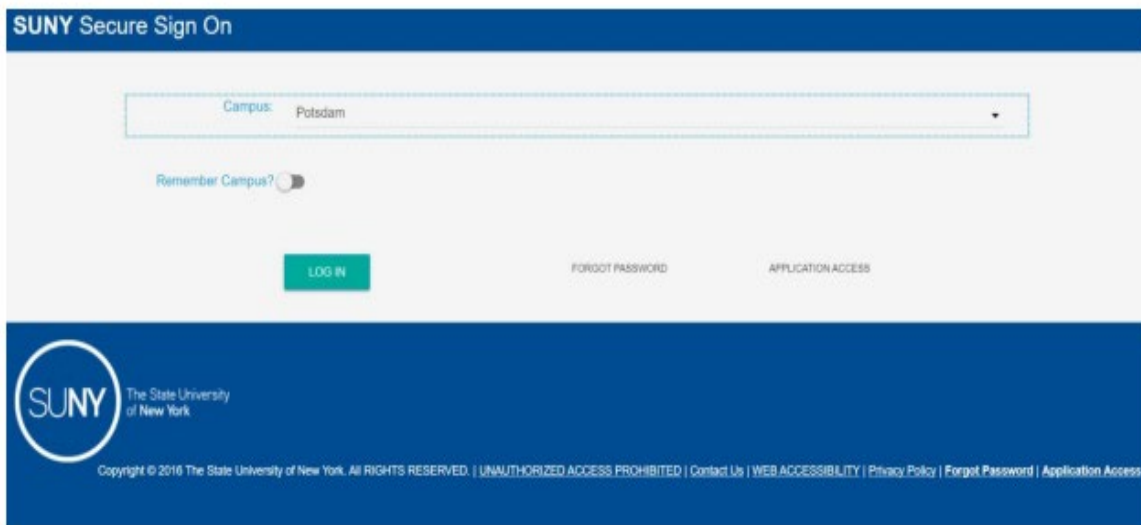 SUNY Secure Sign On
Campus: Potsdam
Remember Campus?
LOG IN FORGOT PASSWORD APPLICATION ACCESS
SUNY
The State University
of New York
Copyright © 2016 The State University of New York. All RIGHTS RESERVED. | UNAUTHORIZED ACCESS PROHIBITED | Contact Us | WEB ACCESSIBILITY | Privacy Policy | Forgot Password | Application Access